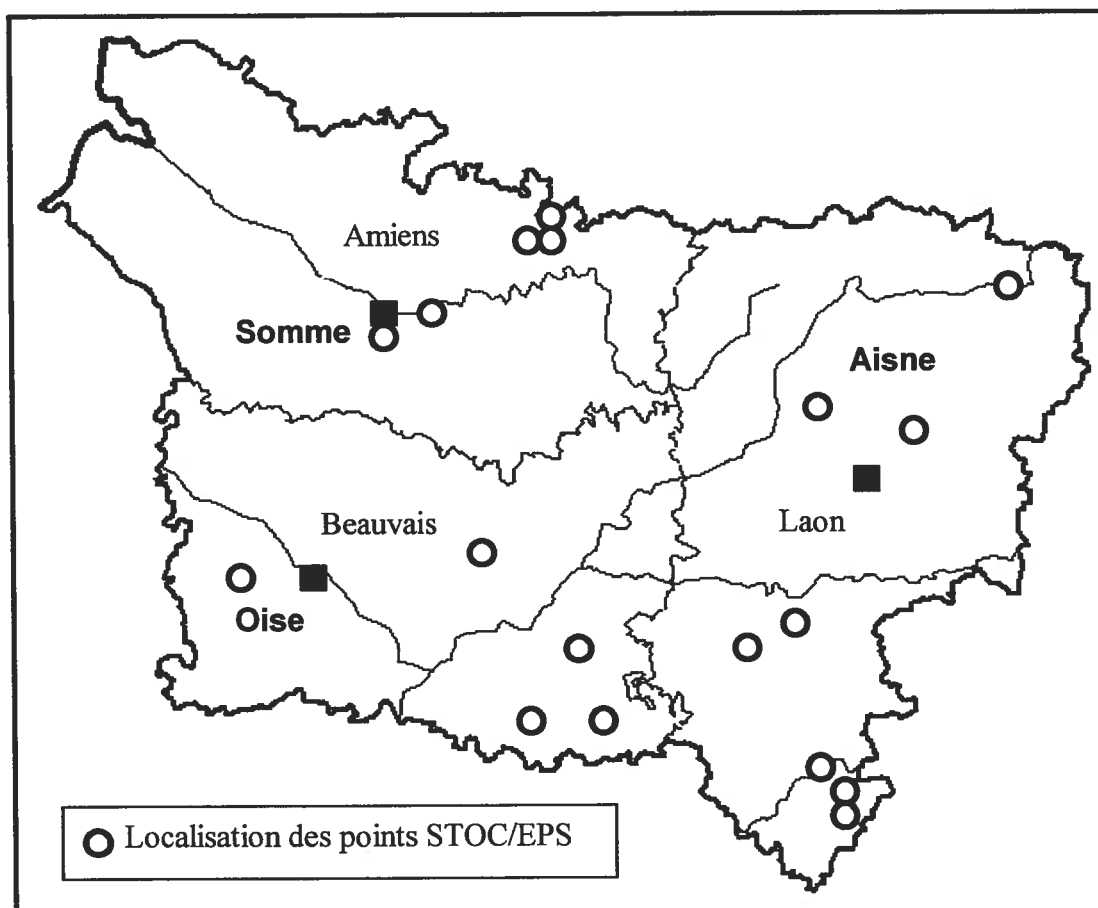 Amiens
Somme
Aisne
Beauvais
Laon
Oise
Localisation des points STOC/EPS